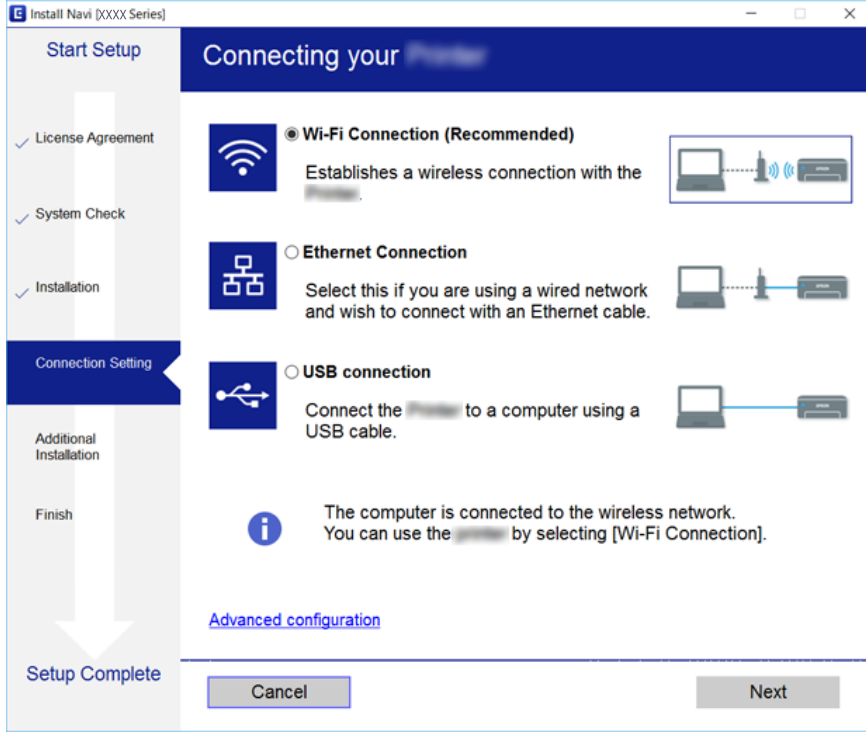 E Install Navi [XXXX Series]
Start Setup
License Agreement
System Check
Installation
Connection Setting
Additional
Installation
Finish
Setup Complete
Connecting your
Wi-Fi Connection (Recommended)
Establishes a wireless connection with the
.
Ethernet Connection
Select this if you are using a wired network
and wish to connect with an Ethernet cable.
USB connection
Connect the to a computer using a
USB cable.
The computer is connected to the wireless network.
You can use the by selecting [Wi-Fi Connection].
Advanced configuration
Cancel
Next